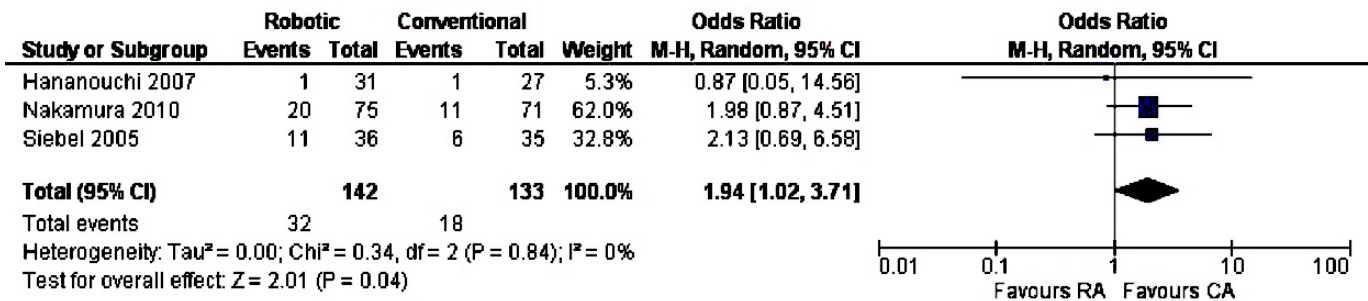 Robotic Conventional Odds Ratio Odds Ratio
Study or Subgroup Events Total Events Total Weight M-H, Random, 95% CI M-H, Random, 95% CI
Hananouchi 2007 1 31 1 27 5.3% 0.87 [0.05, 14.56]
Nakamura 2010 20 75 11 71 62.0% 1.98 [0.87, 4.51]
Siebel 2005 11 36 6 35 32.8% 2.13 [0.69, 6.58]
Total (95% CI) 142 133 100.0% 1.94 [1.02, 3.71]
Total events 32 18
Heterogeneity: Tau² = 0.00; Chi² = 0.34, df = 2 (P = 0.84); I² = 0%
Test for overall effect: Z = 2.01 (P = 0.04)
0.01 0.1 1 10 100
Favours RA Favours CA